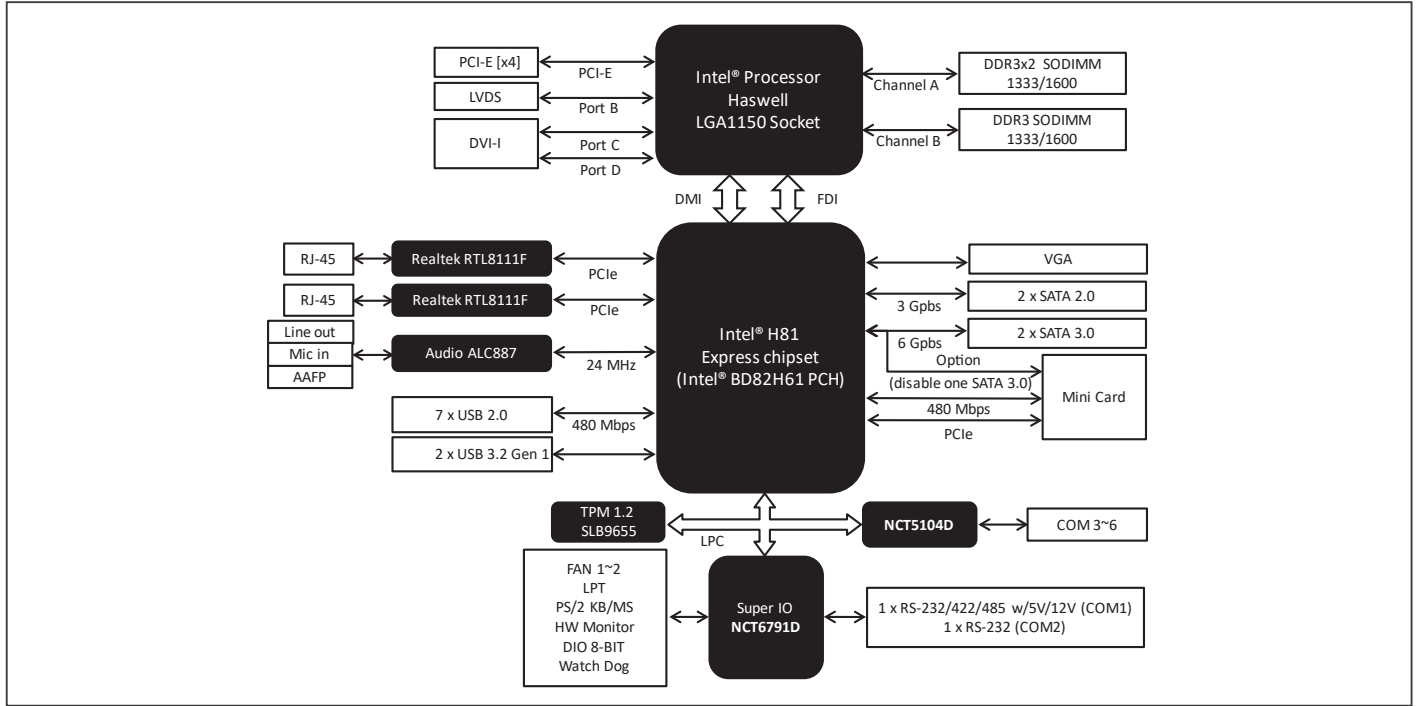 PCI-E [x4]
PCI-E
LVDS
Port B
DVI-I
Port C
Port D
Intel® Processor
Haswell
LGA1150 Socket
Channel A
DDR3x2 SODIMM
1333/1600
Channel B
DDR3 SODIMM
1333/1600
DMI
FDI
RJ-45
Realtek RTL8111F
PCIe
RJ-45
Realtek RTL8111F
PCIe
Line out
Mic in
AAFP
Audio ALC887
24 MHz
7 x USB 2.0
480 Mbps
2 x USB 3.2 Gen 1
Intel® H81
Express chipset
(Intel® BD82H61 PCH)
VGA
3 Gpbs
2 x SATA 2.0
6 Gpbs
2 x SATA 3.0
Option
(disable one SATA 3.0)
480 Mbps
PCIe
Mini Card
TPM 1.2
SLB9655
LPC
NCT5104D
COM 3~6
FAN 1~2
LPT
PS/2 KB/MS
HW Monitor
DIO 8-BIT
Watch Dog
Super IO
NCT6791D
1 x RS-232/422/485 w/5V/12V (COM1)
1 x RS-232 (COM2)